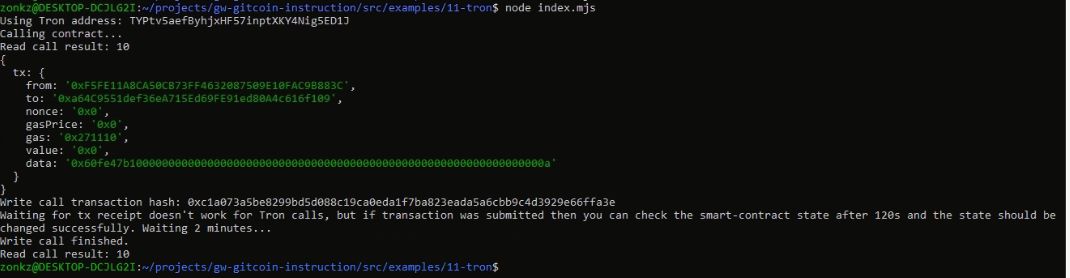 zonkz@DESKTOP-DCJLG2I:~/projects/gw-gitcoin-instruction/src/examples/11-tron$ node index.mjs
Using Tron address: TYPtv5aefByhjxHF57inptXKY4Nig5ED1J
Calling contract...
Read call result: 10
{
  tx: {
    from: '0xF5FE11A8CA50CB73FF4632087509E10FAC9B883C',
    to: '0xa64C9551def36eA715Ed69FE91ed80A4c616f109',
    nonce: '0x0',
    gasPrice: '0x0',
    gas: '0x271110',
    value: '0x0',
    data: '0x60fe47b1000000000000000000000000000000000000000000000000000000000000000a'
  }
}
Write call transaction hash: 0xc1a073a5be8299bd5d088c19ca0eda1f7ba823eada5a6cbb9c4d3929e66ffa3e
Waiting for tx receipt doesn't work for Tron calls, but if transaction was submitted then you can check the smart-contract state after 120s and the state should be
changed successfully. Waiting 2 minutes...
Write call finished.
Read call result: 10
zonkz@DESKTOP-DCJLG2I:~/projects/gw-gitcoin-instruction/src/examples/11-tron$